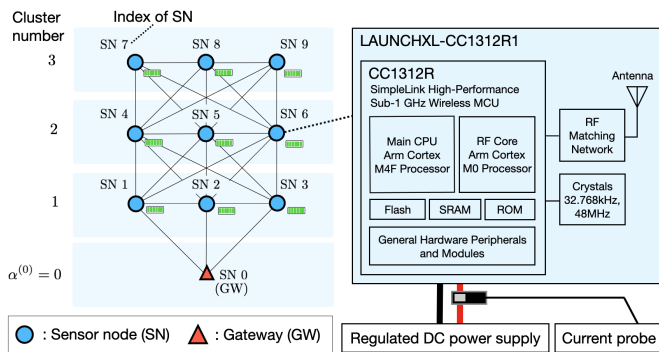 Cluster number
Index of SN
3
SN 7
SN 8
SN 9
2
SN 4
SN 5
SN 6
1
SN 1
SN 2
SN 3
α⁽⁰⁾ = 0
SN 0
(GW)
: Sensor node (SN)
: Gateway (GW)
LAUNCHXL-CC1312R1
CC1312R
SimpleLink High-Performance
Sub-1 GHz Wireless MCU
Main CPU
Arm Cortex
M4F Processor
RF Core
Arm Cortex
M0 Processor
Flash
SRAM
ROM
General Hardware Peripherals
and Modules
Antenna
RF
Matching
Network
Crystals
32.768kHz,
48MHz
Regulated DC power supply
Current probe